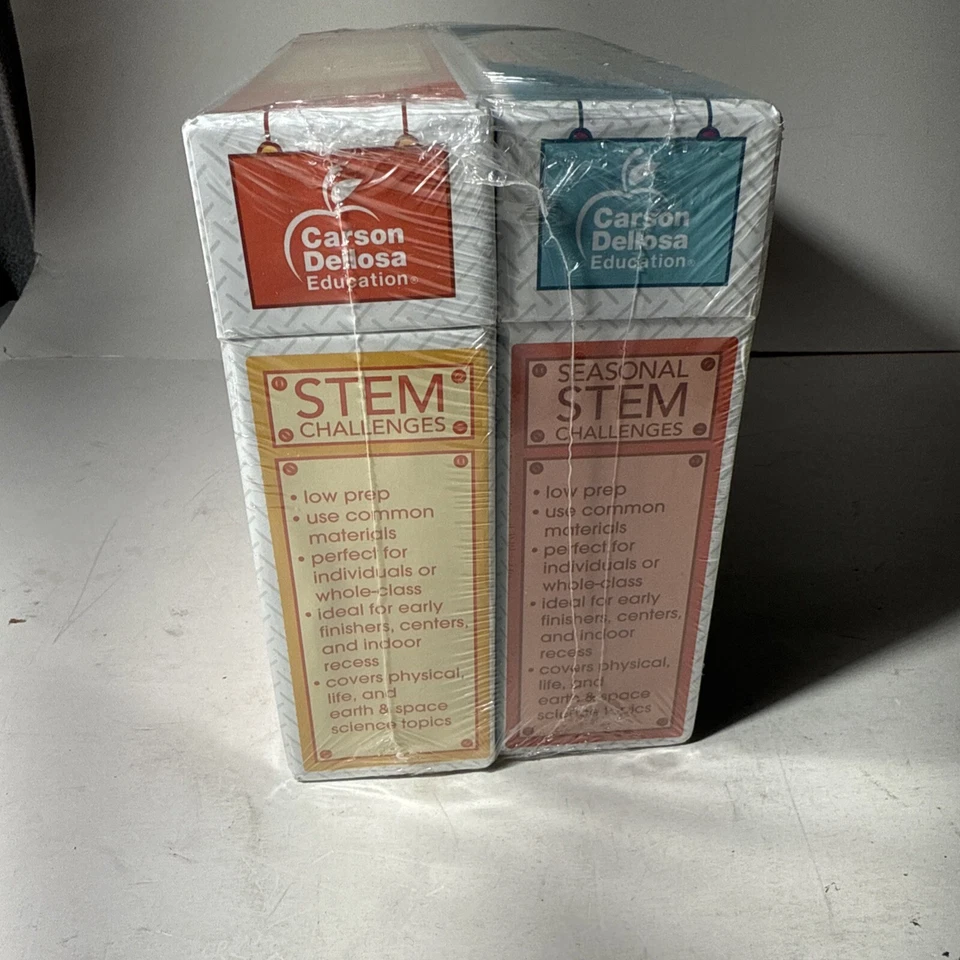 Carson
Dellosa
Education®
STEM
CHALLENGES
• low prep
• use common
materials
• perfect for
individuals or
whole-class
• ideal for early
finishers, centers,
and indoor
recess
• covers physical,
life, and
earth & space
science topics
Carson
Dellosa
Education®
SEASONAL
STEM
CHALLENGES
• low prep
• use common
materials
• perfect for
individuals or
whole-class
• ideal for early
finishers, centers,
and indoor
recess
• covers physical,
life, and
earth & space
science topics